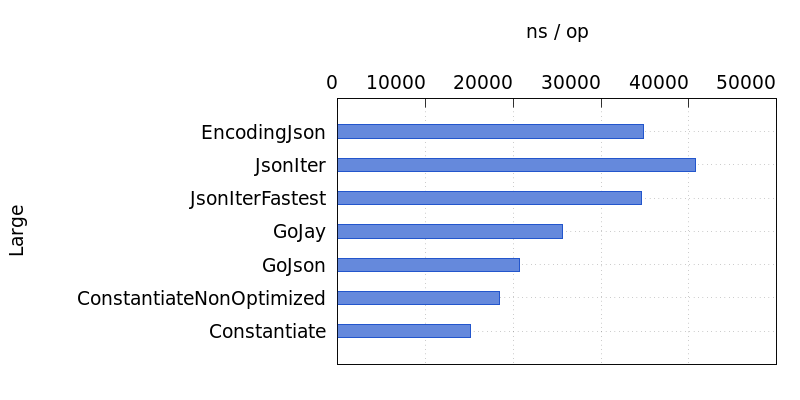 ns / op
0 10000 20000 30000 40000 50000
EncodingJson
JsonIter
JsonIterFastest
GoJay
GoJson
ConstantiateNonOptimized
Constantiate
Large